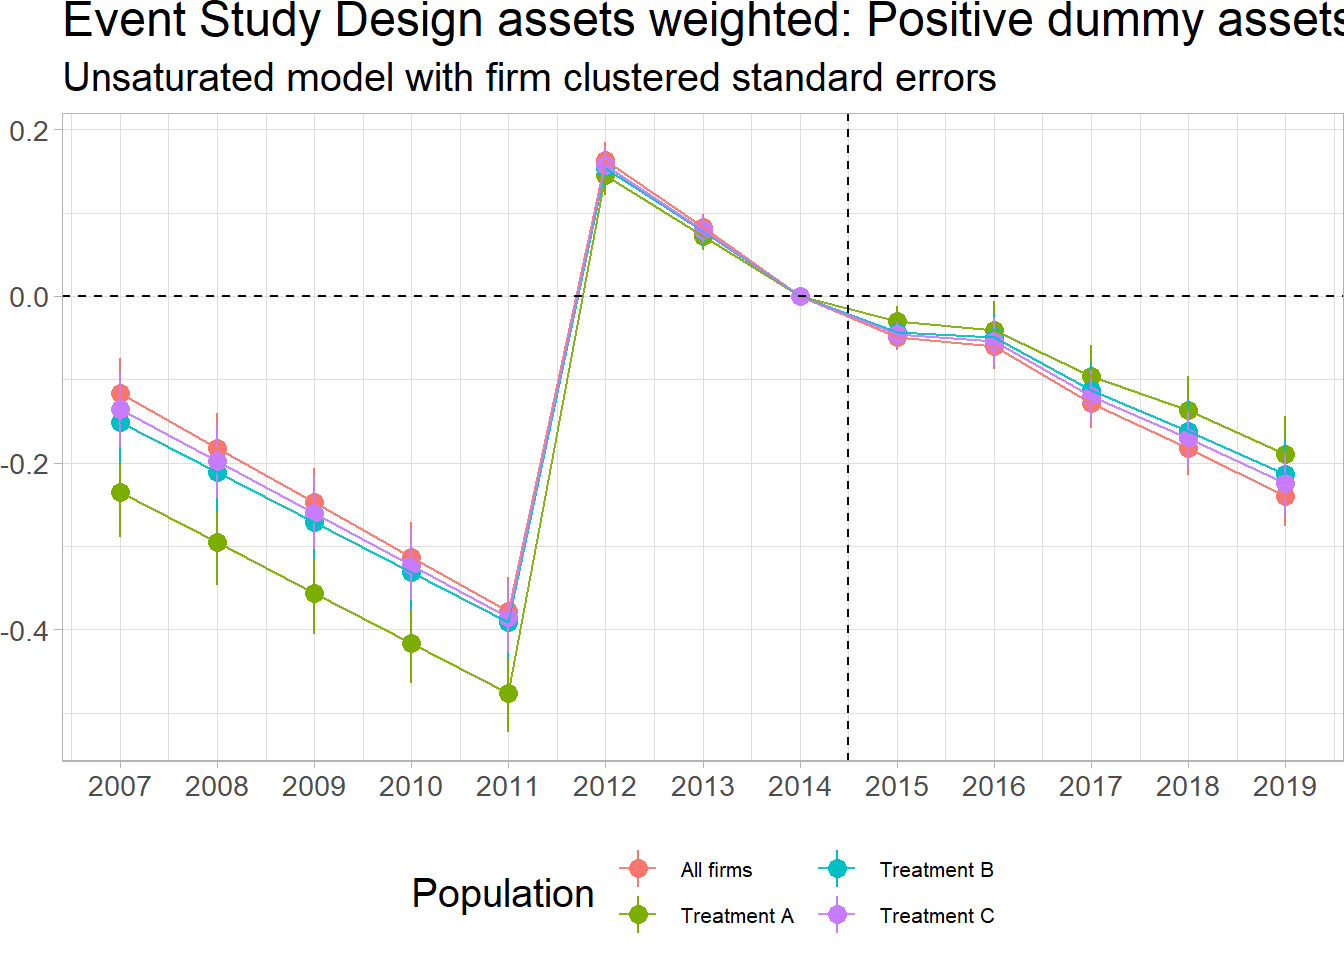 Event Study Design assets weighted: Positive dummy assets
Unsaturated model with firm clustered standard errors
0.2
0.0
-0.2
-0.4
2007 2008 2009 2010 2011 2012 2013 2014 2015 2016 2017 2018 2019
Population
All firms
Treatment A
Treatment B
Treatment C